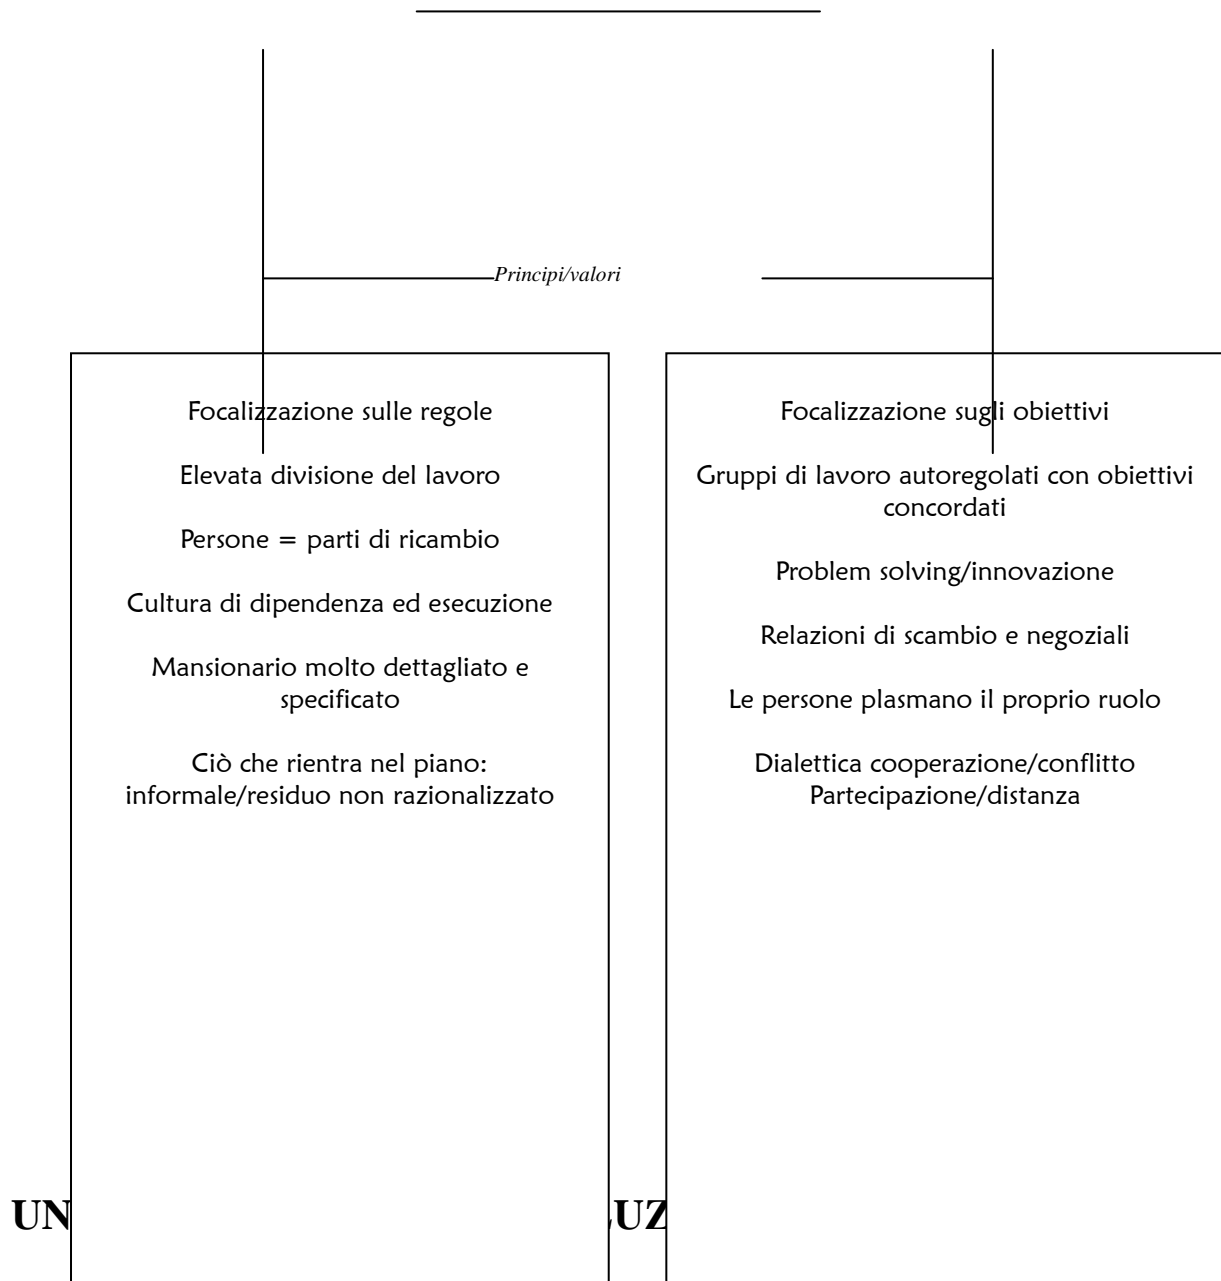 Principi/valori
Focalizzazione sulle regole
Elevata divisione del lavoro
Persone = parti di ricambio
Cultura di dipendenza ed esecuzione
Mansionario molto dettagliato e
specificato
Ciò che rientra nel piano:
informale/residuo non razionalizzato
Focalizzazione sugli obiettivi
Gruppi di lavoro autoregolati con obiettivi
concordati
Problem solving/innovazione
Relazioni di scambio e negoziali
Le persone plasmano il proprio ruolo
Dialettica cooperazione/conflitto
Partecipazione/distanza
UN UZ